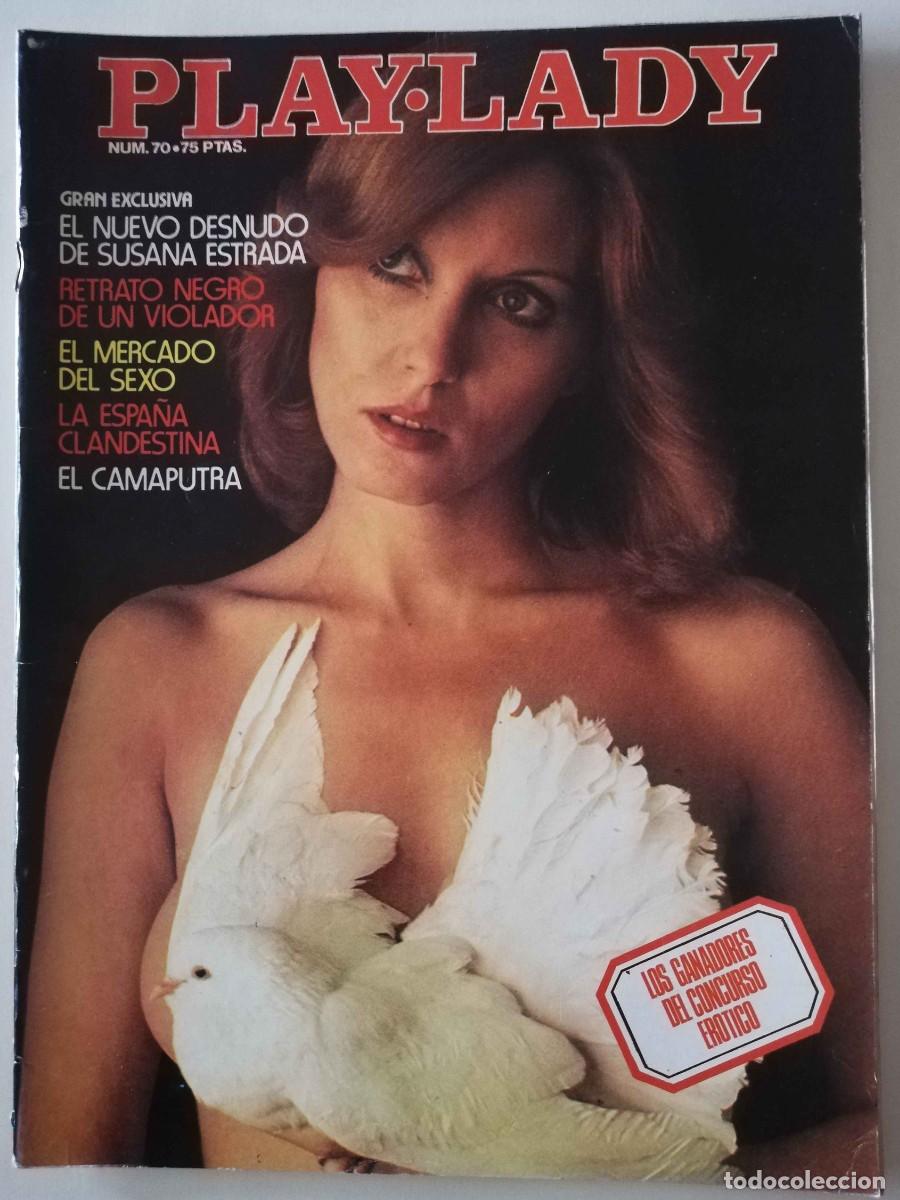 PLAY·LADY
NUM. 70•75 PTAS.
GRAN EXCLUSIVA
EL NUEVO DESNUDO
DE SUSANA ESTRADA
RETRATO NEGRO
DE UN VIOLADOR
EL MERCADO
DEL SEXO
LA ESPAÑA
CLANDESTINA
EL CAMAPUTRA
LOS GANADORES
DEL CONCURSO
EROTICO
todocoleccion